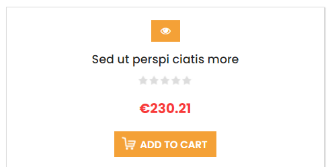 Sed ut perspi ciatis more
€230.21
ADD TO CART